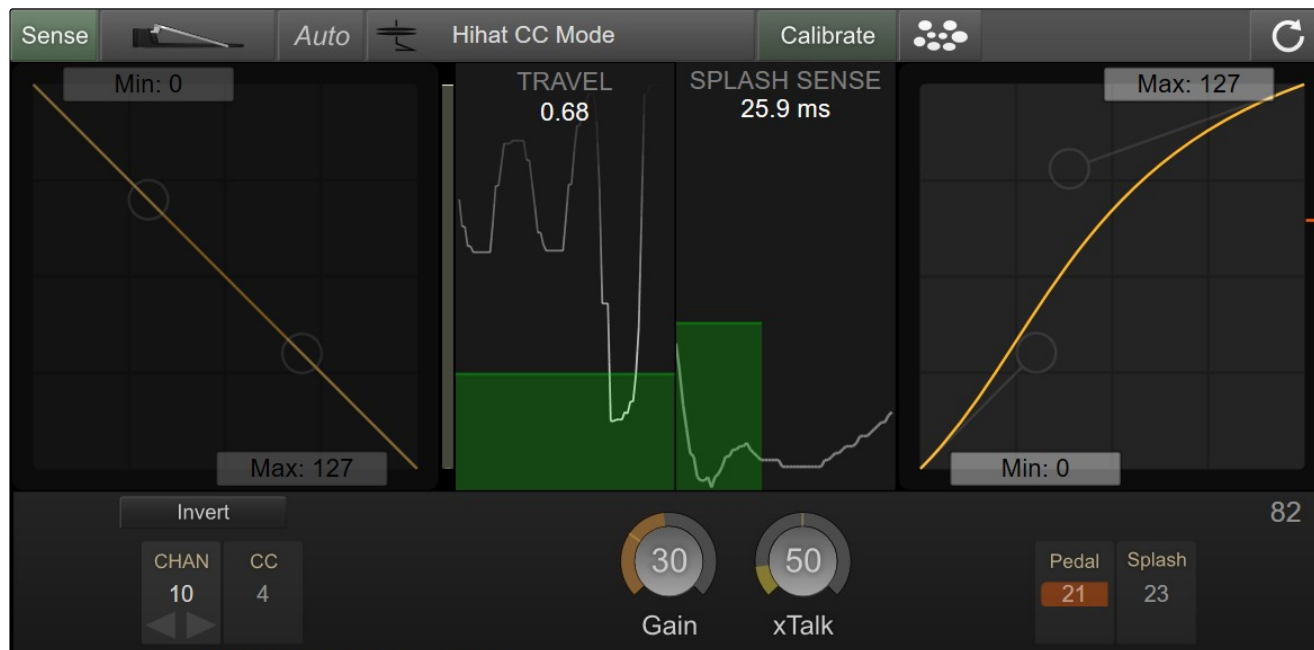 Sense
Auto
Hihat CC Mode
Calibrate
Min: 0
TRAVEL
0.68
SPLASH SENSE
25.9 ms
Max: 127
Max: 127
Min: 0
Invert
82
CHAN
10
CC
4
30
Gain
50
xTalk
Pedal
21
Splash
23